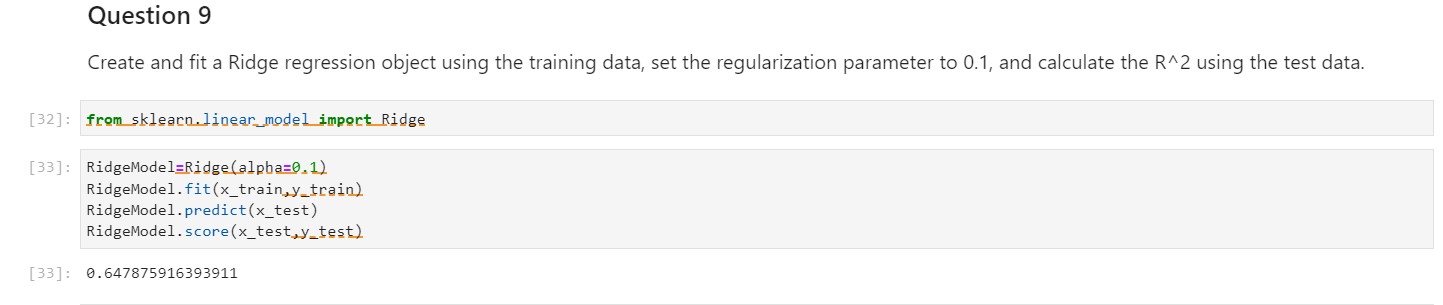 Question 9
Create and fit a Ridge regression object using the training data, set the regularization parameter to 0.1, and calculate the R^2 using the test data.
[32]: from sklearn.linear_model import Ridge
[33]: RidgeModel=Ridge(alpha=0.1)
RidgeModel.fit(x_train,y_train)
RidgeModel.predict(x_test)
RidgeModel.score(x_test,y_test)
[33]: 0.647875916393911